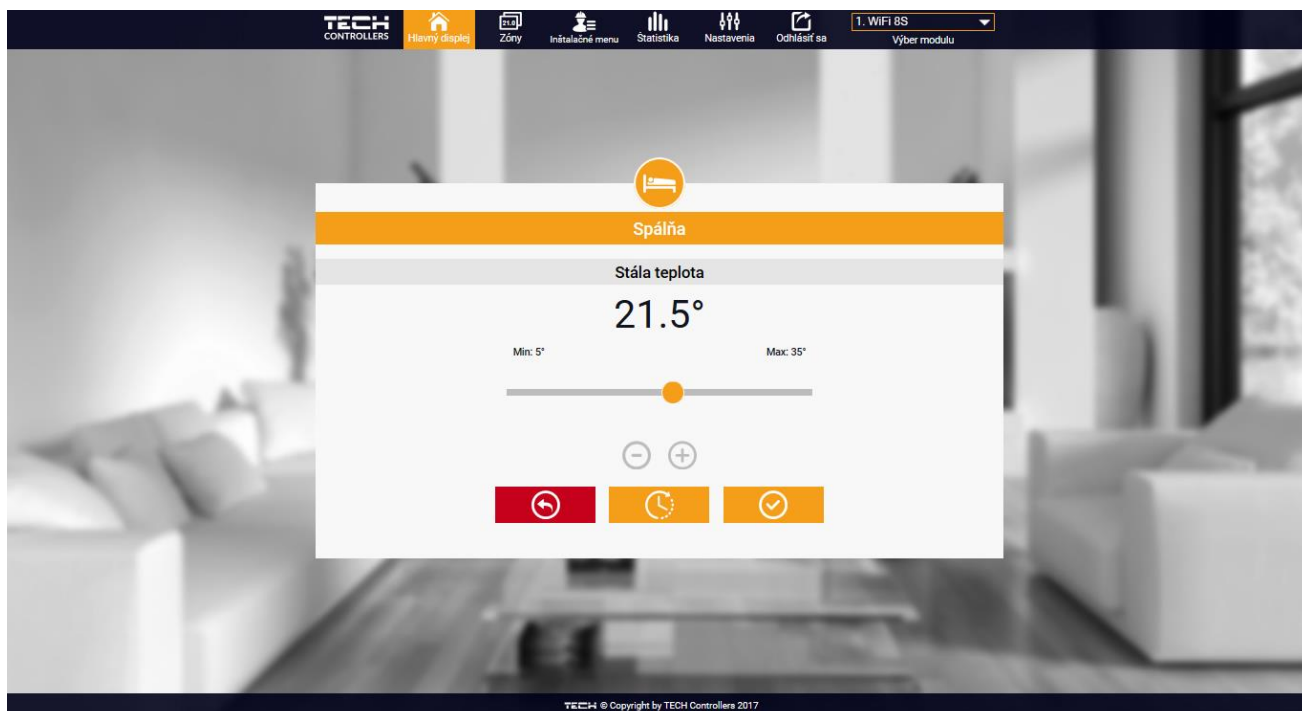 TECH
CONTROLLERS
Hlavný displej
21.0
Zóny
Inštalačné menu
Štatistika
Nastavenia
Odhlásiť sa
1. WiFi 8S
Výber modulu
Spálňa
Stála teplota
21.5°
Min: 5°
Max: 35°
TECH © Copyright by TECH Controllers 2017